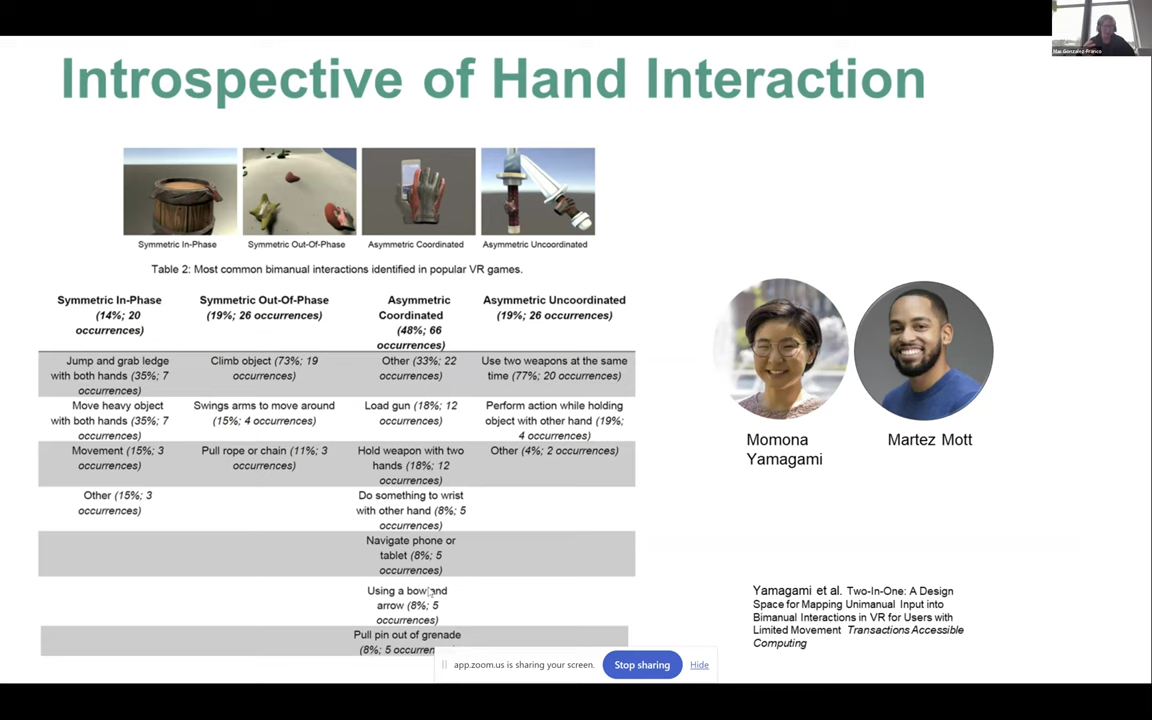 Introspective of Hand Interaction
Mar Gonzalez-Franco
Symmetric In-Phase
Symmetric Out-Of-Phase
Asymmetric Coordinated
Asymmetric Uncoordinated
Table 2: Most common bimanual interactions identified in popular VR games.
Symmetric In-Phase
(14%; 20
occurrences)
Symmetric Out-Of-Phase
(19%; 26 occurrences)
Asymmetric
Coordinated
(48%; 66
occurrences)
Asymmetric Uncoordinated
(19%; 26 occurrences)
Jump and grab ledge
with both hands (35%; 7
occurrences)
Climb object (73%; 19
occurrences)
Other (33%; 22
occurrences)
Use two weapons at the same
time (77%; 20 occurrences)
Move heavy object
with both hands (35%; 7
occurrences)
Swings arms to move around
(15%; 4 occurrences)
Load gun (18%; 12
occurrences)
Perform action while holding
object with other hand (19%;
4 occurrences)
Movement (15%; 3
occurrences)
Pull rope or chain (11%; 3
occurrences)
Hold weapon with two
hands (18%; 12
occurrences)
Other (4%; 2 occurrences)
Other (15%; 3
occurrences)
Do something to wrist
with other hand (8%; 5
occurrences)
Navigate phone or
tablet (8%; 5
occurrences)
Using a bow and
arrow (8%; 5
occurrences)
Pull pin out of grenade
(8%; 5 occurren
Momona
Yamagami
Martez Mott
Yamagami et al. Two-In-One: A Design
Space for Mapping Unimanual Input into
Bimanual Interactions in VR for Users with
Limited Movement Transactions Accessible
Computing
app.zoom.us is sharing your screen.
Stop sharing
Hide